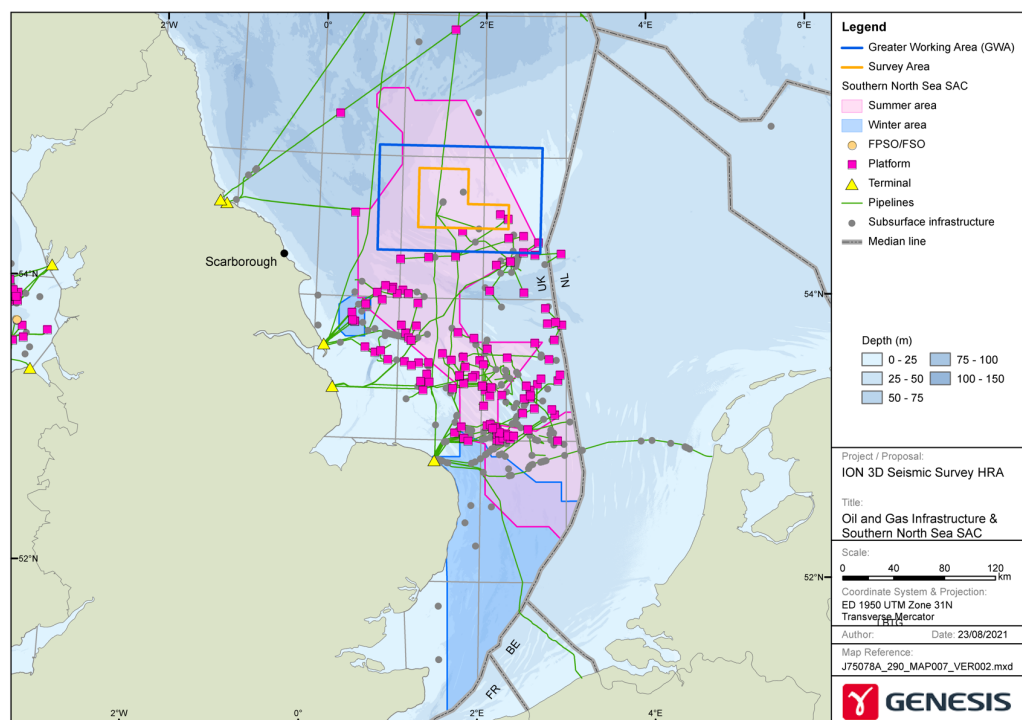 2°W
0°
2°E
4°E
6°E
Scarborough
54°N
54°N
UK
NL
52°N
52°N
BE
FR
2°W
0°
2°E
4°E
Legend
Greater Working Area (GWA)
Survey Area
Southern North Sea SAC
Summer area
Winter area
FPSO/FSO
Platform
Terminal
Pipelines
Subsurface infrastructure
Median line
Depth (m)
0 - 25
25 - 50
50 - 75
75 - 100
100 - 150
Project / Proposal:
ION 3D Seismic Survey HRA
Title:
Oil and Gas Infrastructure &
Southern North Sea SAC
Scale:
0 40 80 120
km
Coordinate System & Projection:
ED 1950 UTM Zone 31N
Transverse Mercator
Author:
Date: 23/08/2021
Map Reference:
J75078A_290_MAP007_VER002.mxd
GENESIS